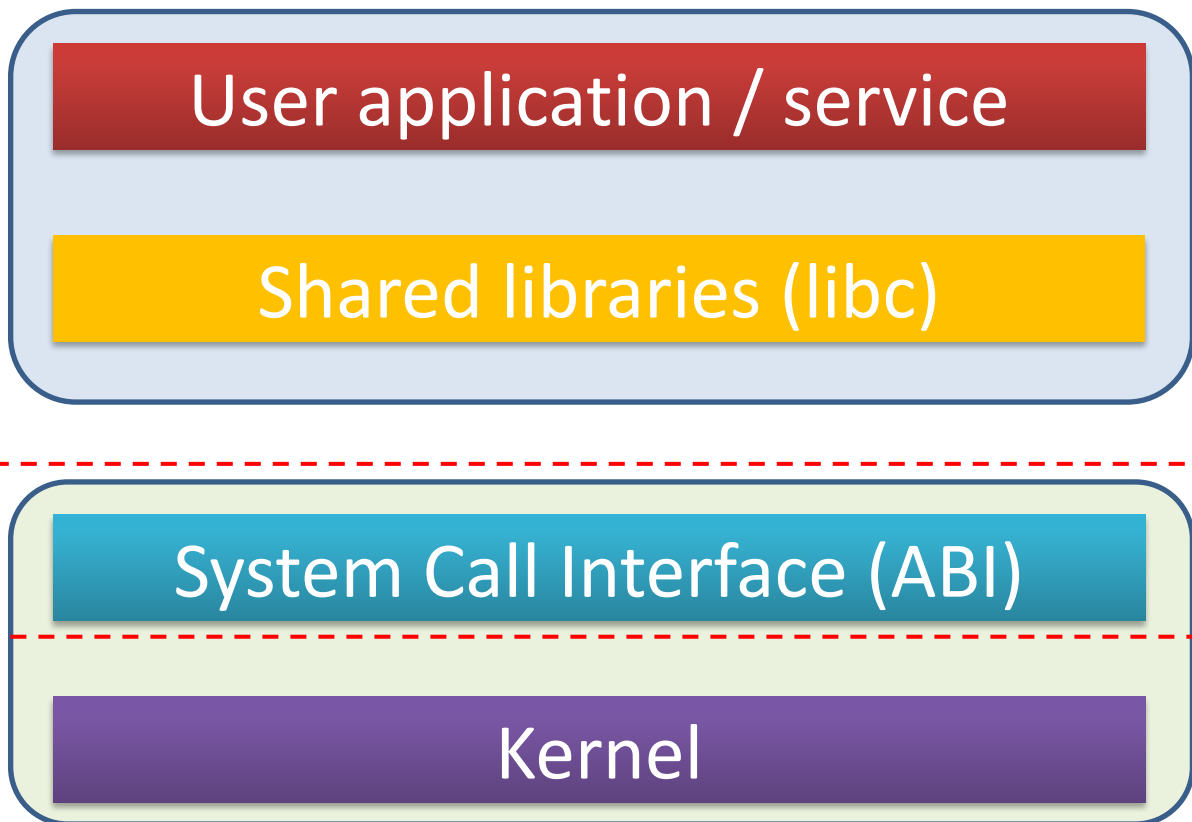 User application / service
Shared libraries (libc)
System Call Interface (ABI)
Kernel